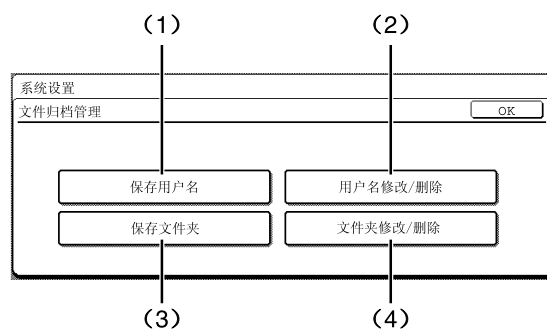 (1) (2)
系统设置
文件归档管理 OK
保存用户名 用户名修改/删除
保存文件夹 文件夹修改/删除
(3) (4)